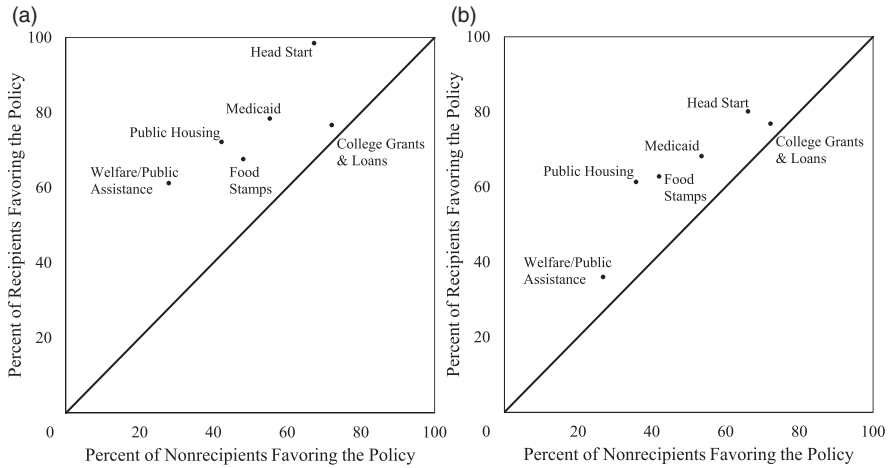 (a)
100
80
60
40
20
0
20
40
60
80
100
Percent of Recipients Favoring the Policy
Percent of Nonrecipients Favoring the Policy
Head Start
Medicaid
Public Housing
College Grants
& Loans
Welfare/Public
Assistance
Food
Stamps
(b)
100
80
60
40
20
0
20
40
60
80
100
Percent of Recipients Favoring the Policy
Percent of Nonrecipients Favoring the Policy
Head Start
College Grants
& Loans
Medicaid
Public Housing
Food
Stamps
Welfare/Public
Assistance